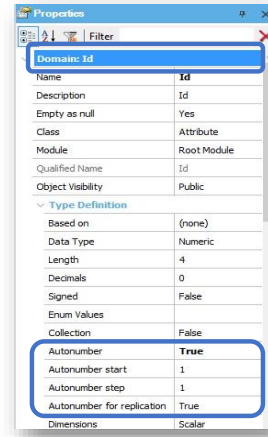 Properties
Filter
Domain: Id
Name Id
Description Id
Empty as null Yes
Class Attribute
Module Root Module
Qualified Name Id
Object Visibility Public
Type Definition
Based on (none)
Data Type Numeric
Length 4
Decimals 0
Signed False
Enum Values
Collection False
Autonumber True
Autonumber start 1
Autonumber step 1
Autonumber for replication True
Dimensions Scalar